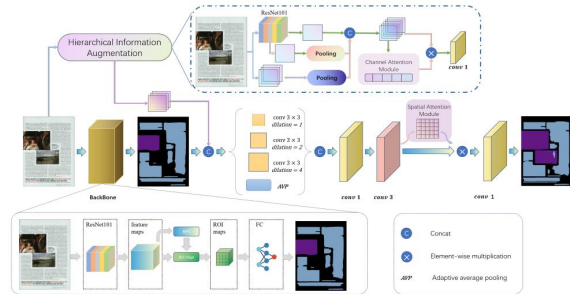 Hierarchical Information
Augmentation
ResNet101
Pooling
Pooling
C
Channel Attention
Module
conv 1
BackBone
C
conv 3 × 3
dilation = 1
conv 3 × 3
dilation = 2
conv 3 × 3
dilation = 4
AVP
C
conv 1
conv 3
Spatial Attention
Module
conv 1
ResNet101
feature
maps
ROI
maps
FC
C
Concat
Element-wise multiplication
AVP
Adaptive average pooling